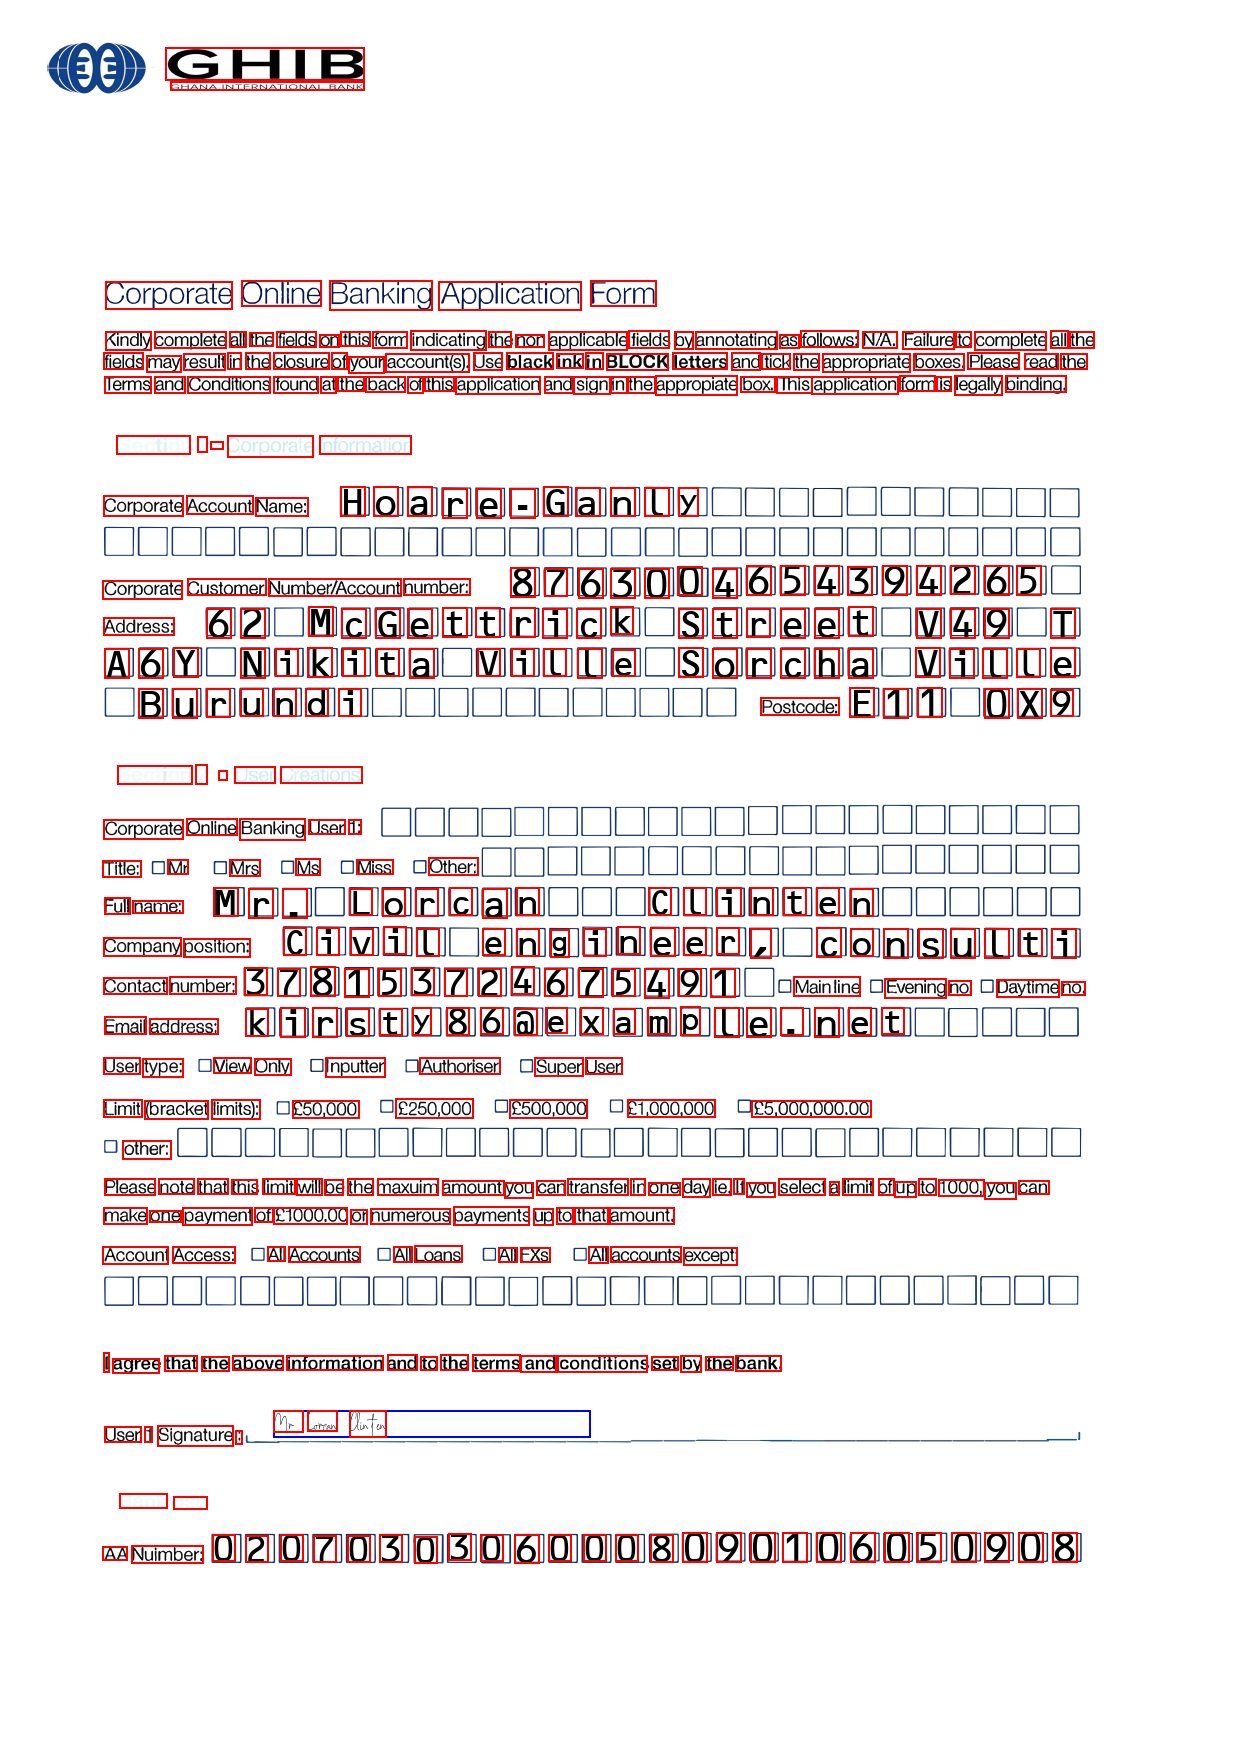 GHIB
GHANA INTERNATIONAL BANK
Corporate Online Banking Application Form
Kindly complete all the fields on this form indicating the non applicable fields by annotating as follows: N/A. Failure to complete all the
fields may result in the closure of your account(s). Use black ink in BLOCK letters and tick the appropriate boxes. Please read the
Terms and Conditions found at the back of this application and sign in the appropiate box. This application form is legally binding.
Section - Corporate Information
Corporate Account Name: Hoare-Ganly
Corporate Customer Number/Account number: 8763004654394265
Address: 62 McGettrick Street V49 T
A6Y Nikita Ville Sorcha Ville
Burundi Postcode: E11 0X9
Section - User Creations
Corporate Online Banking User 1:
Title: Mr Mrs Ms Miss Other:
Full name: Mr. Lorcan Clinten
Company position: Civil engineer, consulti
Contact number: 378153724675491 Main line Evening no Daytime no.
Email address: kirsty86@example.net
User type: View Only Inputter Authoriser Super User
Limit (bracket limits): £50,000 £250,000 £500,000 £1,000,000 £5,000,000.00
other:
Please note that this limit will be the maxuim amount you can transfer in one day ie. If you select a limit of up to 1000, you can
make one payment of £1000.00 or numerous payments up to that amount.
Account Access: All Accounts All Loans All FXs All accounts except
I agree that the above information and to the terms and conditions set by the bank.
User 1 Signature: Mr. Lorcan Clinten
AA Nuimber: 02070303060008090106050908